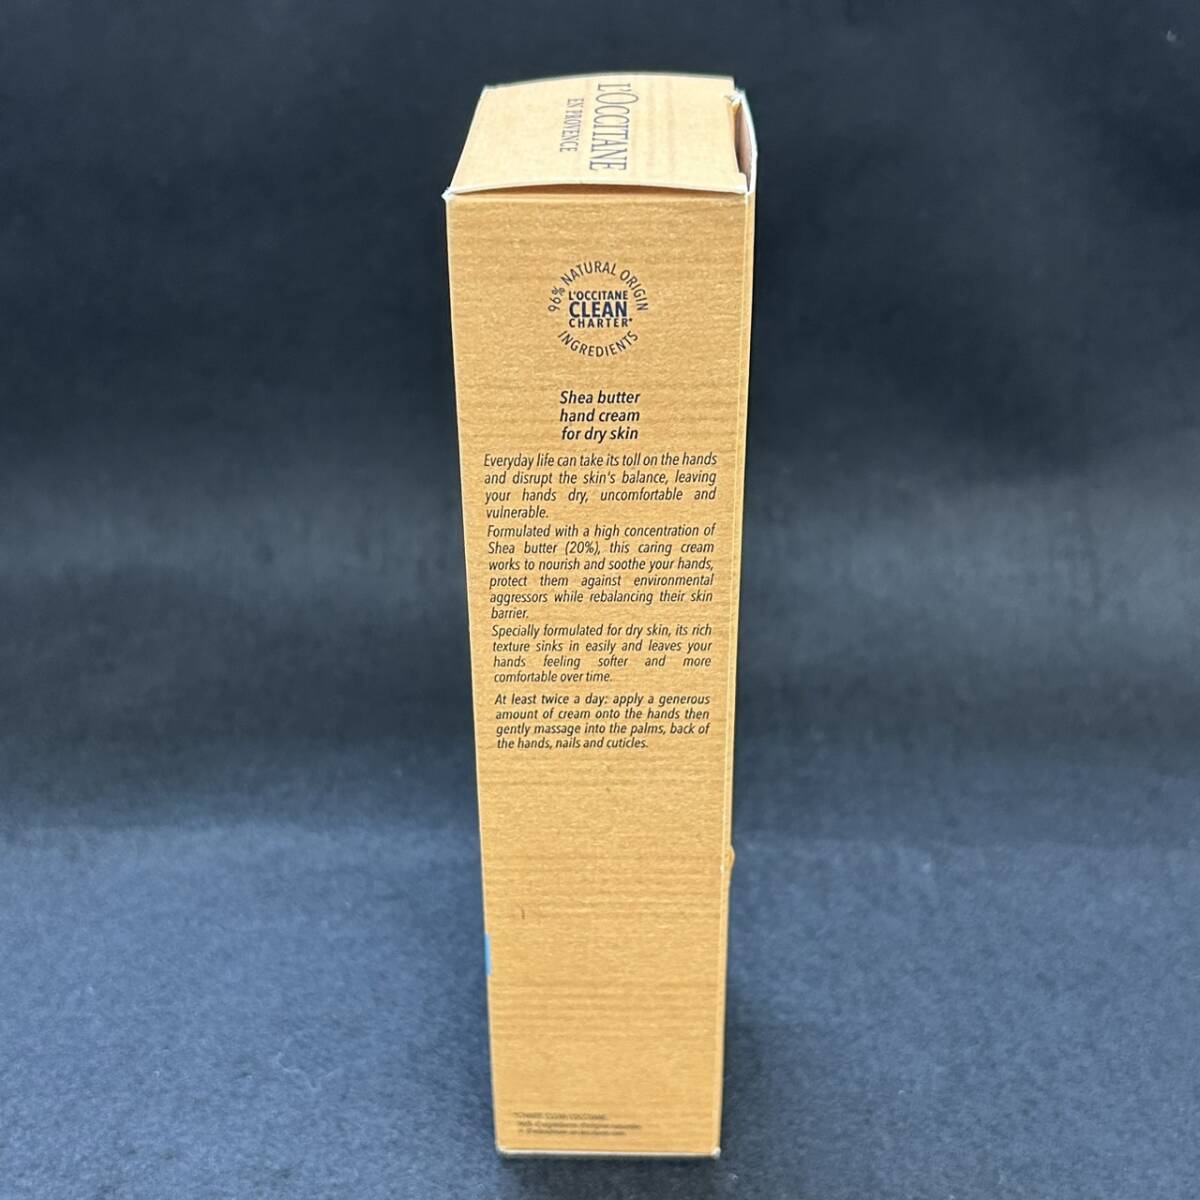 L'OCCITANE
EN PROVENCE
96% NATURAL ORIGIN
L'OCCITANE
CLEAN
CHARTER*
INGREDIENTS
Shea butter
hand cream
for dry skin
Everyday life can take its toll on the hands
and disrupt the skin's balance, leaving
your hands dry, uncomfortable and
vulnerable.
Formulated with a high concentration of
Shea butter (20%), this caring cream
works to nourish and soothe your hands,
protect them against environmental
aggressors while rebalancing their skin
barrier.
Specially formulated for dry skin, its rich
texture sinks in easily and leaves your
hands feeling softer and more
comfortable over time.
At least twice a day: apply a generous
amount of cream onto the hands then
gently massage into the palms, back of
the hands, nails and cuticles.